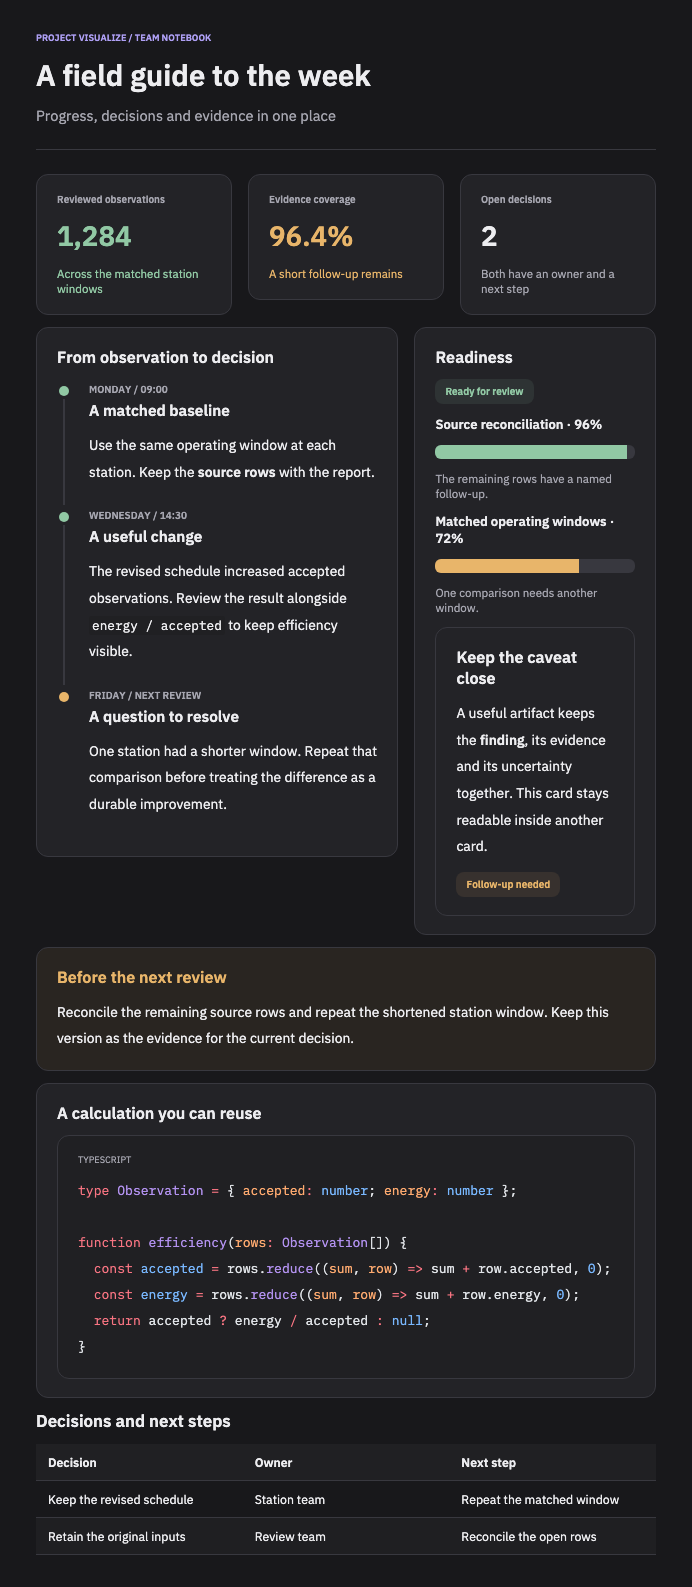 PROJECT VISUALIZE / TEAM NOTEBOOK
A field guide to the week
Progress, decisions and evidence in one place
Reviewed observations
1,284
Across the matched station
windows
Evidence coverage
96.4%
A short follow-up remains
Open decisions
2
Both have an owner and a
next step
From observation to decision
MONDAY / 09:00
A matched baseline
Use the same operating window at each
station. Keep the source rows with the report.
WEDNESDAY / 14:30
A useful change
The revised schedule increased accepted
observations. Review the result alongside
energy / accepted to keep efficiency
visible.
FRIDAY / NEXT REVIEW
A question to resolve
One station had a shorter window. Repeat that
comparison before treating the difference as a
durable improvement.
Readiness
Ready for review
Source reconciliation · 96%
The remaining rows have a named
follow-up.
Matched operating windows ·
72%
One comparison needs another
window.
Keep the caveat
close
A useful artifact keeps
the finding, its evidence
and its uncertainty
together. This card stays
readable inside another
card.
Follow-up needed
Before the next review
Reconcile the remaining source rows and repeat the shortened station window. Keep this
version as the evidence for the current decision.
A calculation you can reuse
TYPESCRIPT
type Observation = { accepted: number; energy: number };
function efficiency(rows: Observation[]) {
  const accepted = rows.reduce((sum, row) => sum + row.accepted, 0);
  const energy = rows.reduce((sum, row) => sum + row.energy, 0);
  return accepted ? energy / accepted : null;
}
Decisions and next steps
Decision Owner Next step
Keep the revised schedule Station team Repeat the matched window
Retain the original inputs Review team Reconcile the open rows